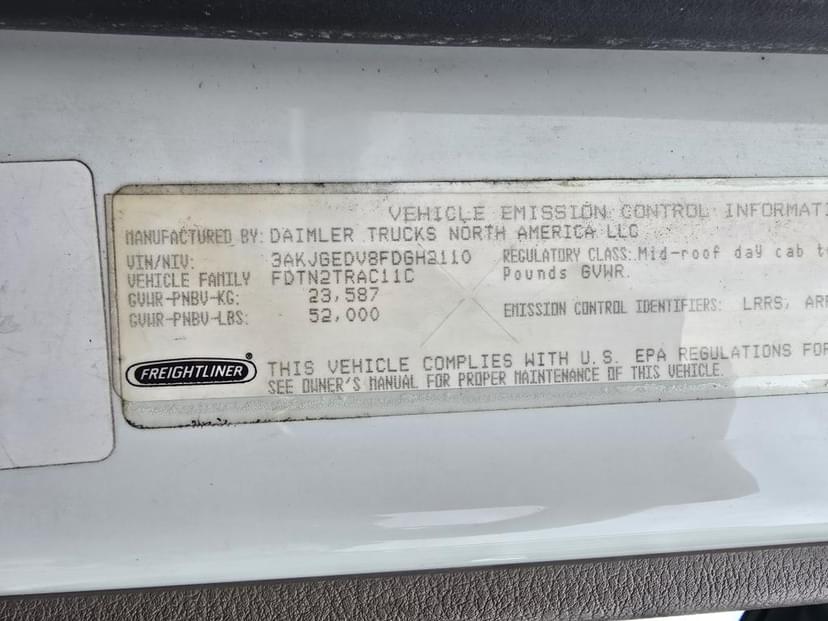 VEHICLE EMISSION CONTROL INFORMATI
MANUFACTURED BY: DAIMLER TRUCKS NORTH AMERICA LLC
VIN/NIV: 3AKJGEDV8FDGH2110 REGULATORY CLASS: Mid-roof day cab t
VEHICLE FAMILY FDTN2TRAC11C Pounds GVWR.
GVWR-PNBV-KG: 23,587
GVWR-PNBV-LBS: 52,000 EMISSION CONTROL IDENTIFIERS: LRRS, ARF
FREIGHTLINER®
THIS VEHICLE COMPLIES WITH U.S. EPA REGULATIONS FOR
SEE OWNER'S MANUAL FOR PROPER MAINTENANCE OF THIS VEHICLE.